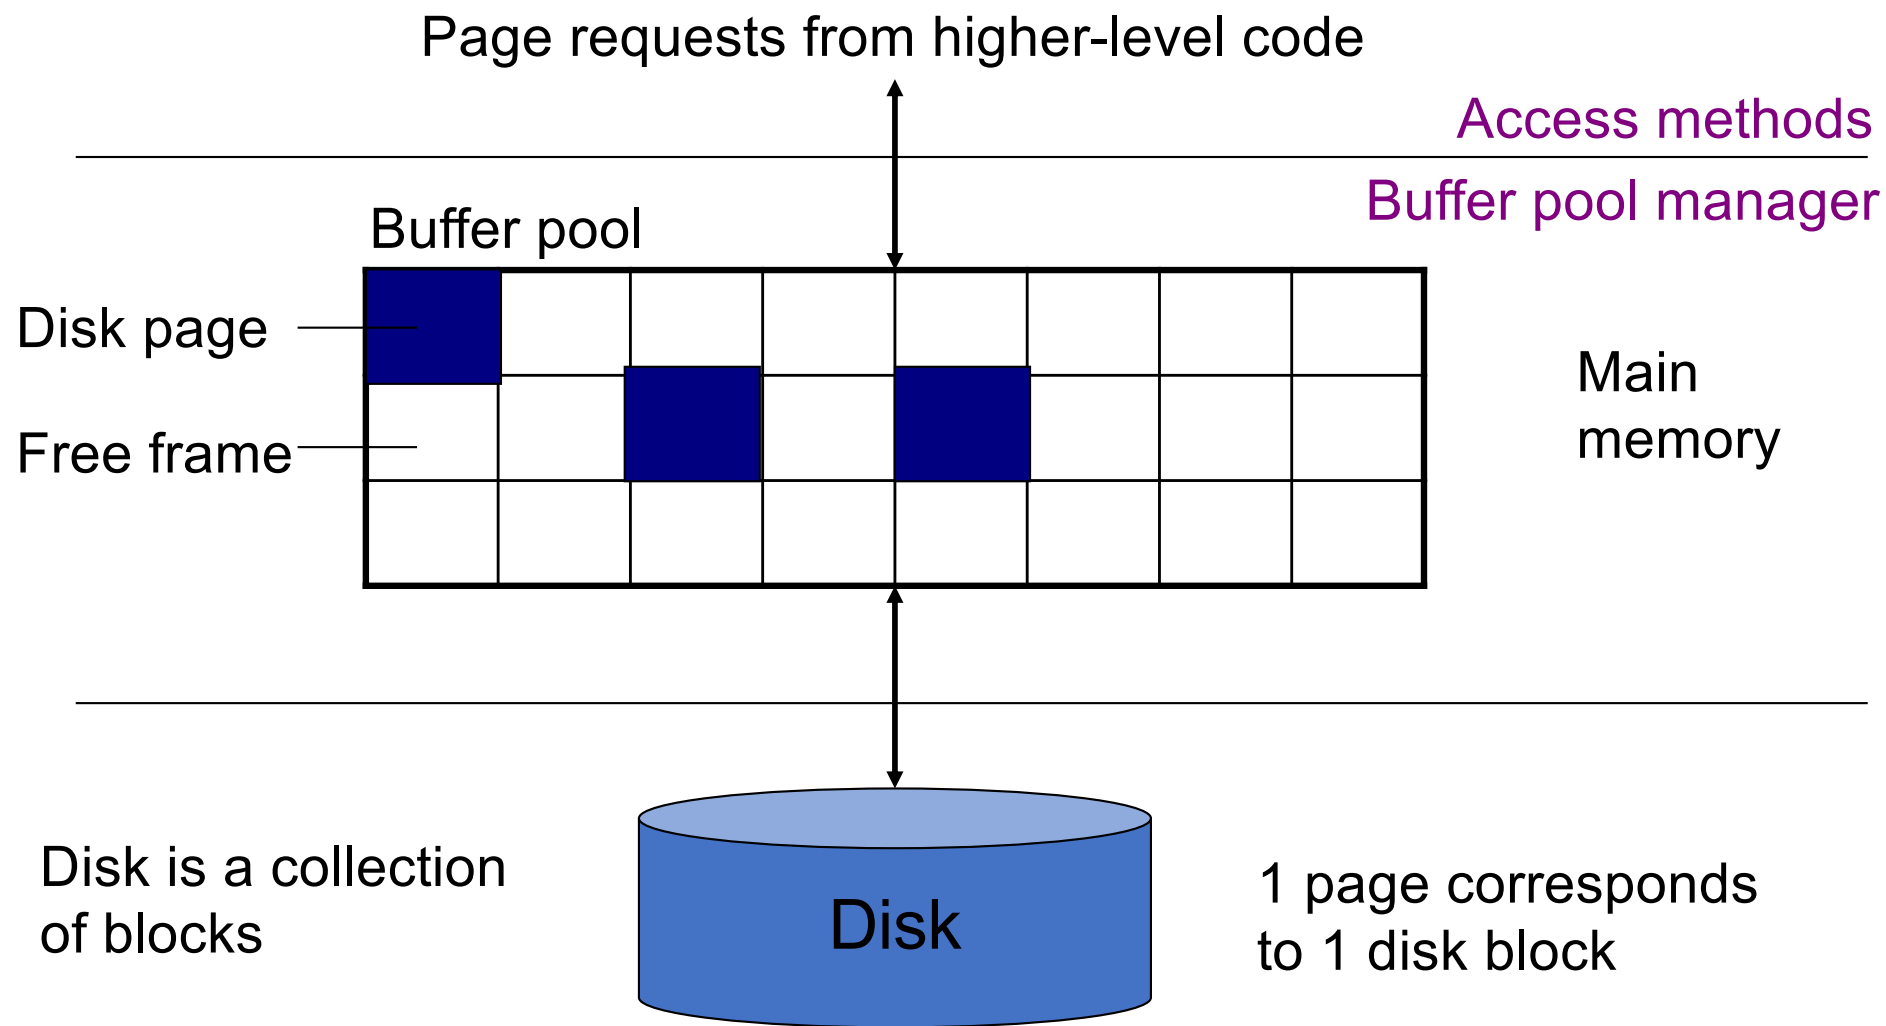 Page requests from higher-level code
Access methods
Buffer pool manager
Buffer pool
Disk page
Free frame
Main
memory
Disk is a collection
of blocks
Disk
1 page corresponds
to 1 disk block